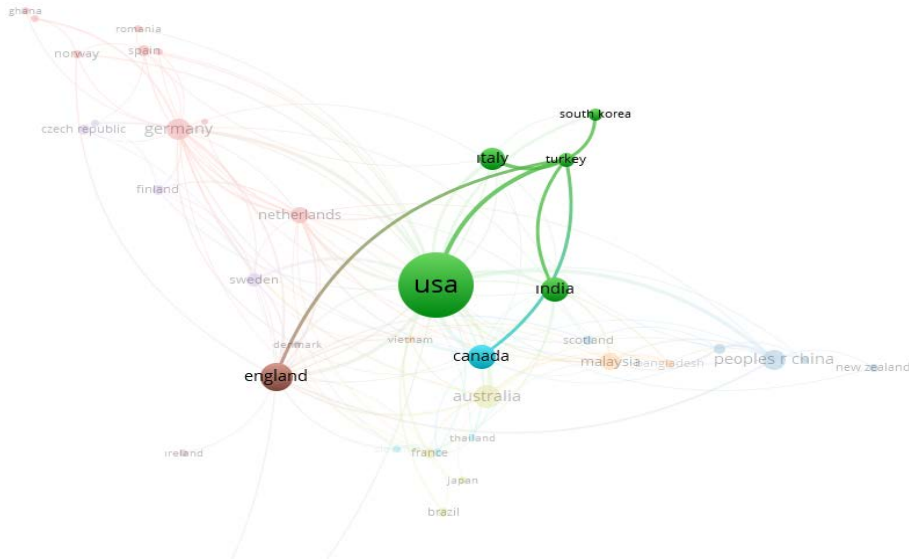 ghana
romania
norway
spain
south korea
czech republic
germany
italy
turkey
finland
netherlands
sweden
usa
india
denmark
vietnam
scotland
canada
malaysia
bangladesh
peoples r china
new zealand
england
australia
thailand
ireland
france
japan
brazil